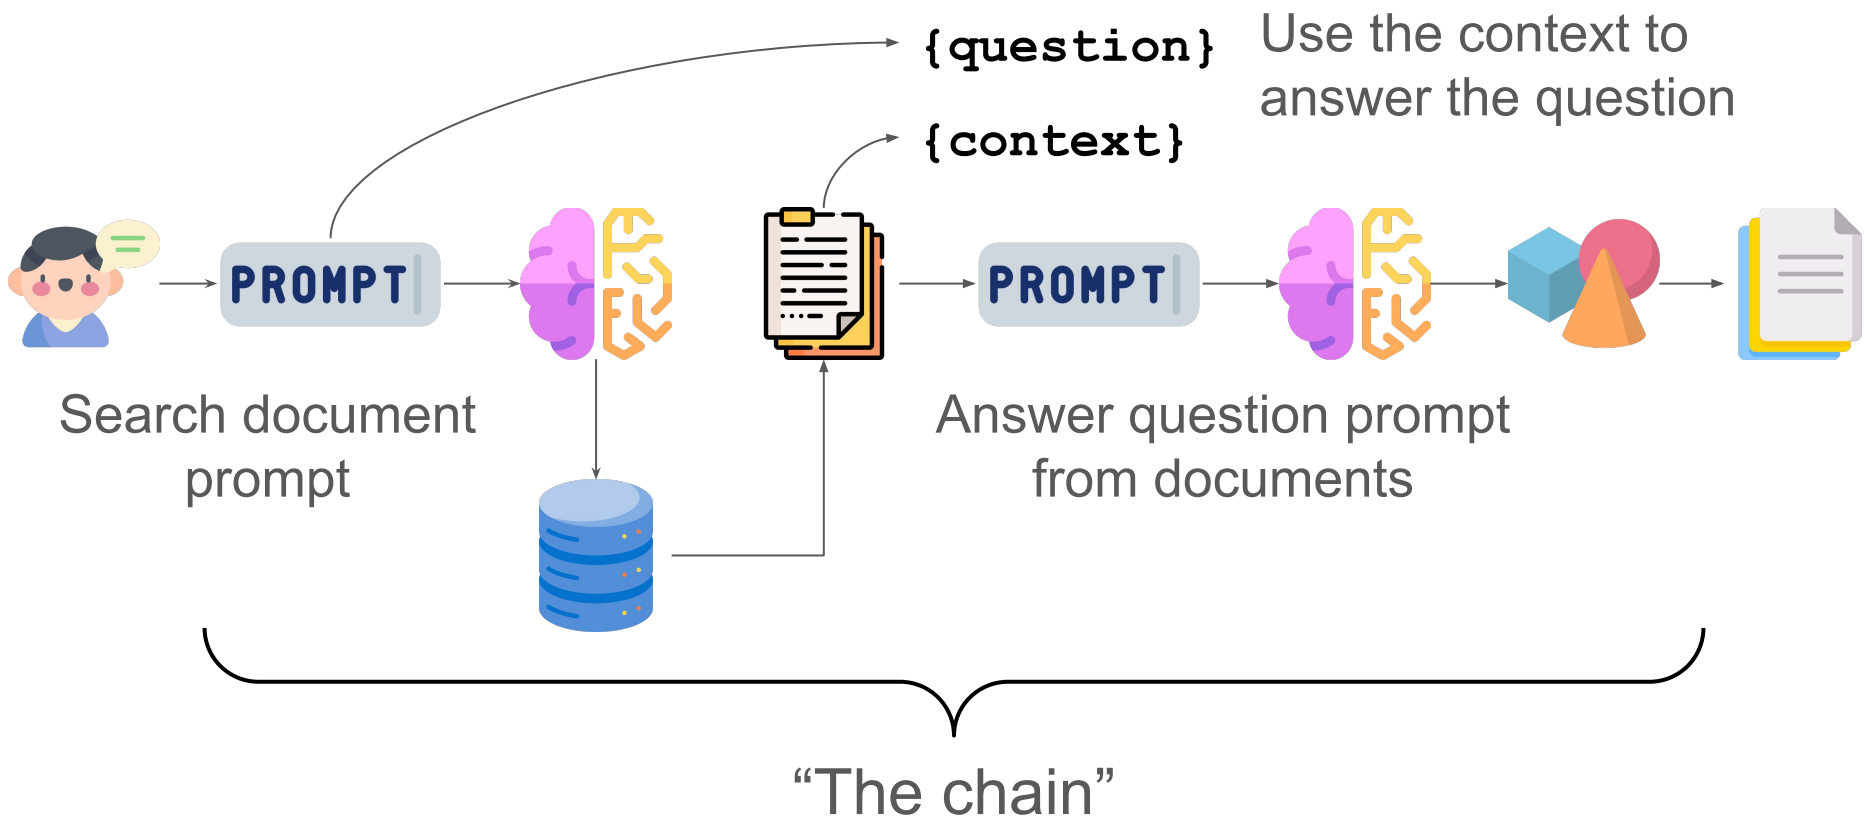 {question}
Use the context to
answer the question
{context}
PROMPT
PROMPT
Search document
prompt
Answer question prompt
from documents
“The chain”